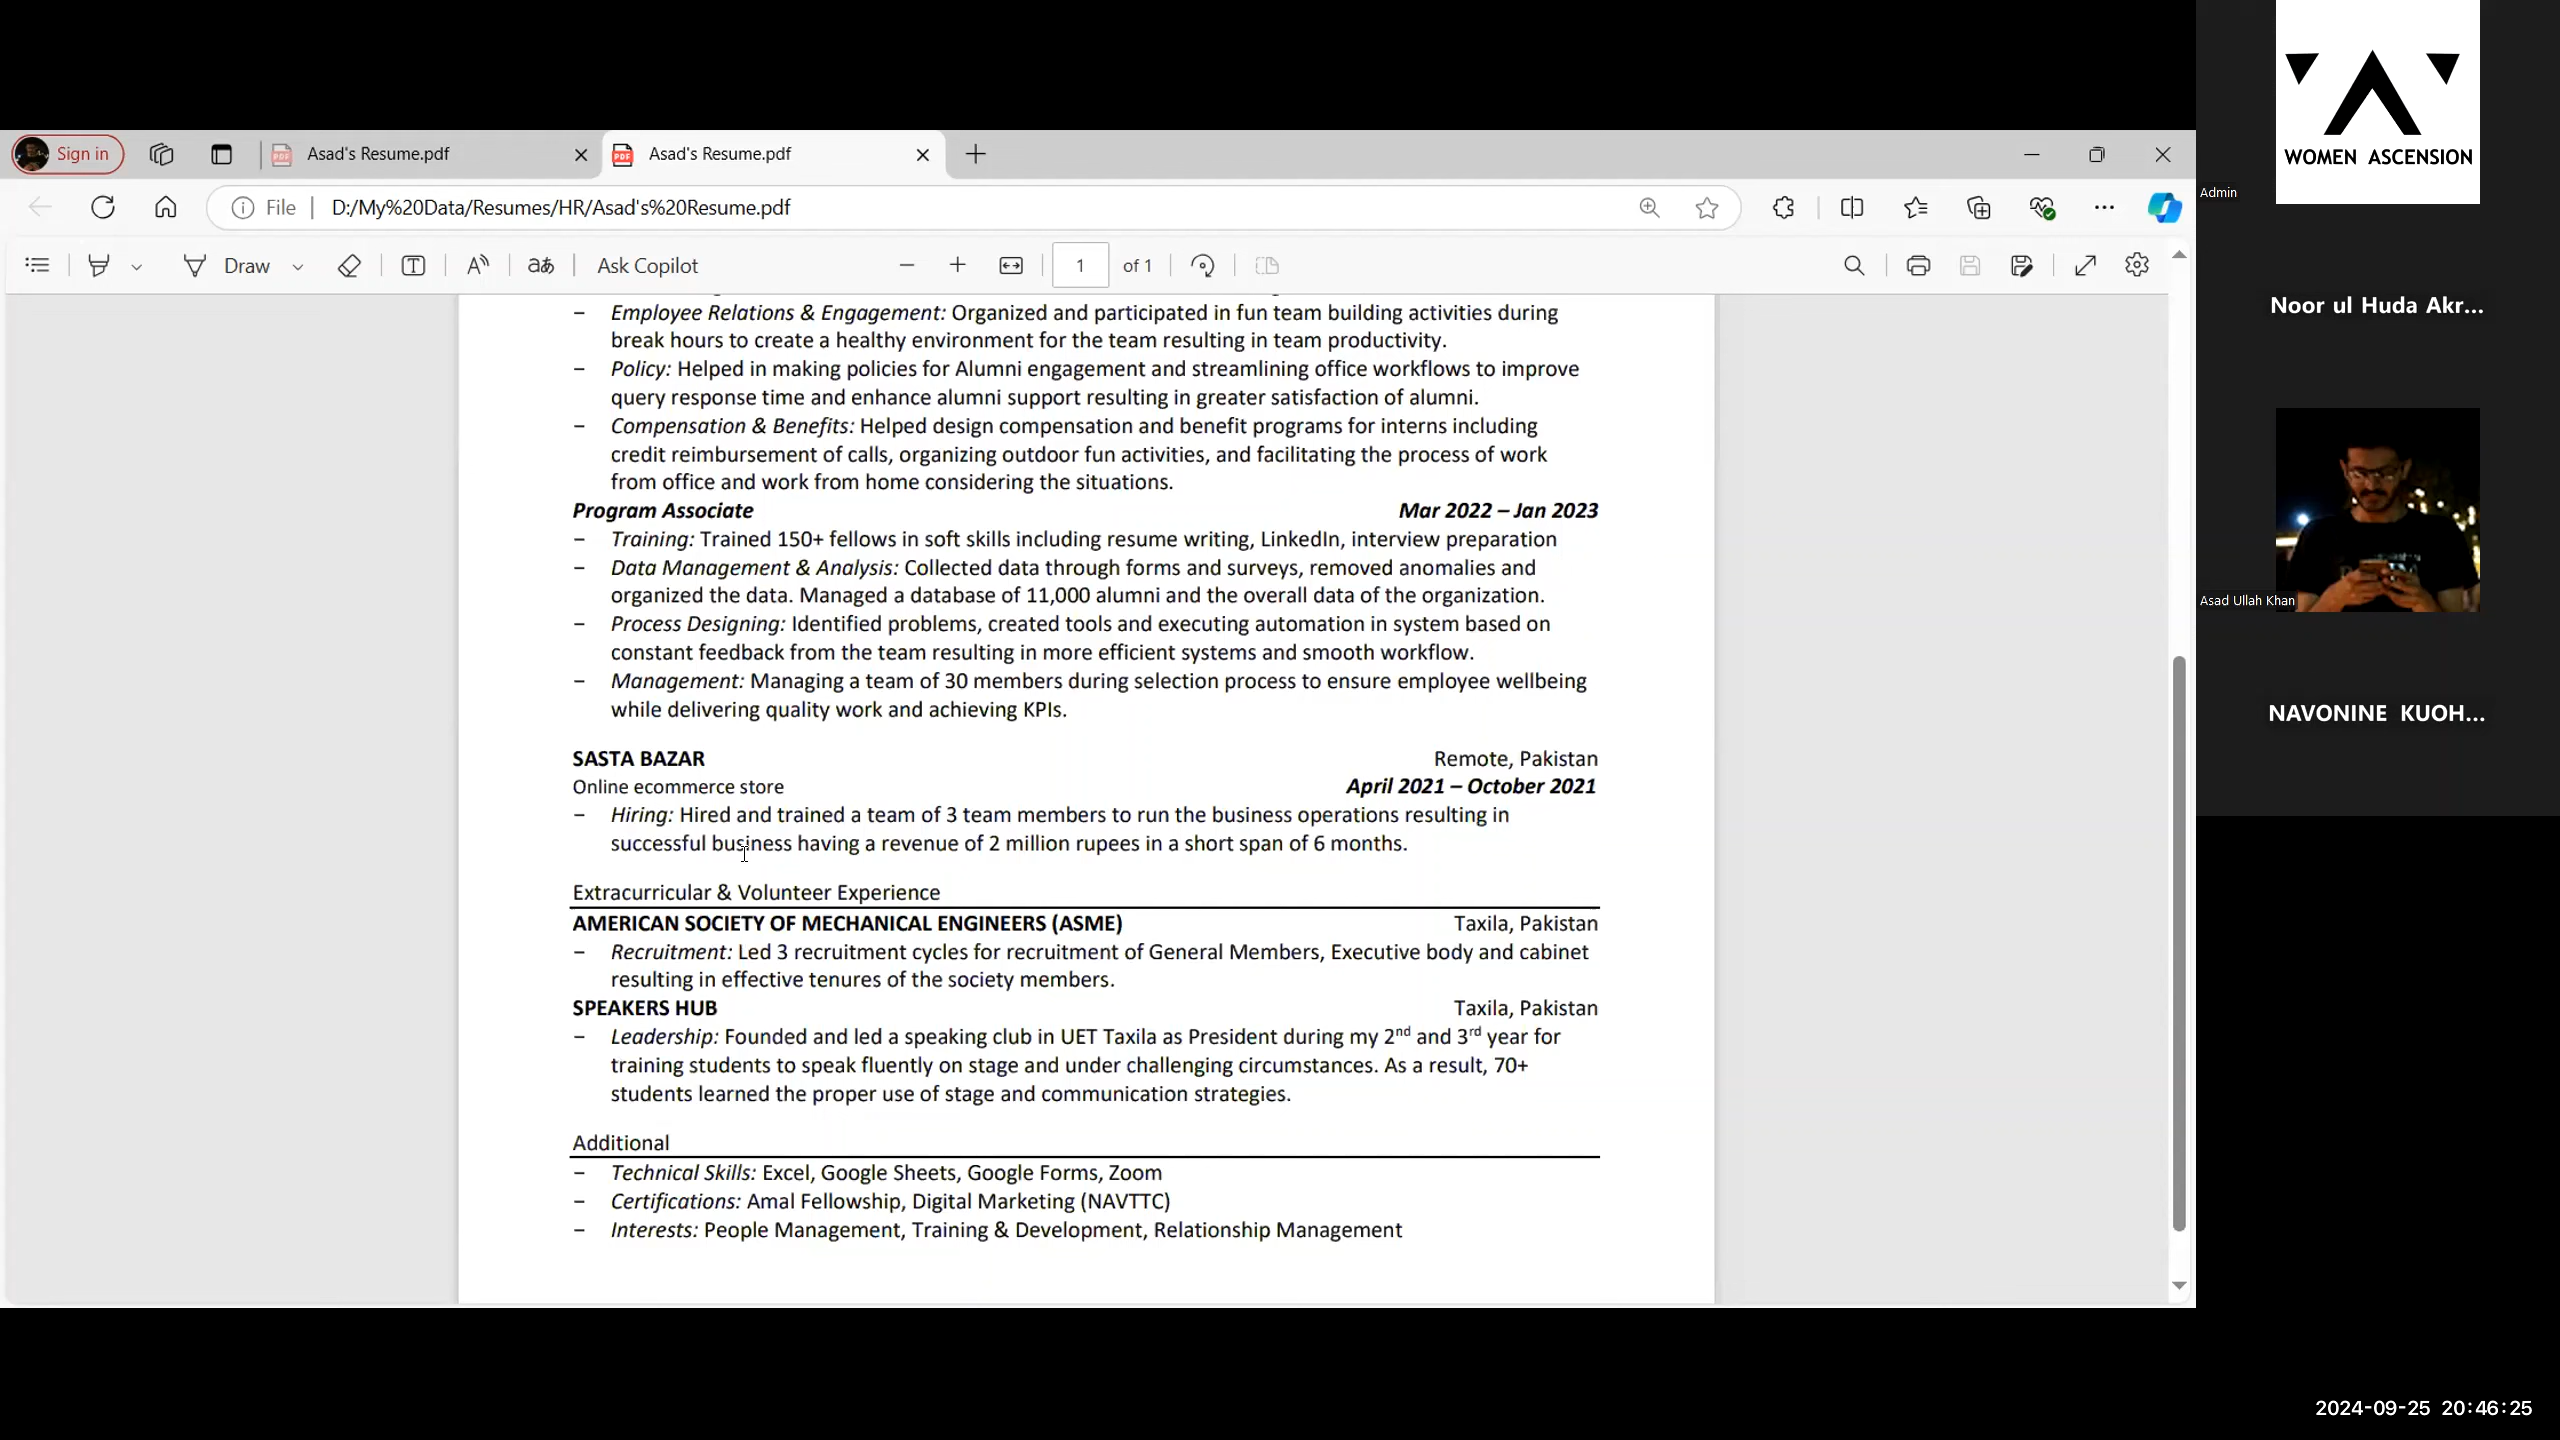 Sign in
Asad's Resume.pdf
Asad's Resume.pdf
File
D:/My%20Data/Resumes/HR/Asad's%20Resume.pdf
Draw
Ask Copilot
1
of 1
– Employee Relations & Engagement: Organized and participated in fun team building activities during
break hours to create a healthy environment for the team resulting in team productivity.
– Policy: Helped in making policies for Alumni engagement and streamlining office workflows to improve
query response time and enhance alumni support resulting in greater satisfaction of alumni.
– Compensation & Benefits: Helped design compensation and benefit programs for interns including
credit reimbursement of calls, organizing outdoor fun activities, and facilitating the process of work
from office and work from home considering the situations.
Program Associate Mar 2022 – Jan 2023
– Training: Trained 150+ fellows in soft skills including resume writing, LinkedIn, interview preparation
– Data Management & Analysis: Collected data through forms and surveys, removed anomalies and
organized the data. Managed a database of 11,000 alumni and the overall data of the organization.
– Process Designing: Identified problems, created tools and executing automation in system based on
constant feedback from the team resulting in more efficient systems and smooth workflow.
– Management: Managing a team of 30 members during selection process to ensure employee wellbeing
while delivering quality work and achieving KPIs.
SASTA BAZAR Remote, Pakistan
Online ecommerce store April 2021 – October 2021
– Hiring: Hired and trained a team of 3 team members to run the business operations resulting in
successful business having a revenue of 2 million rupees in a short span of 6 months.
Extracurricular & Volunteer Experience
AMERICAN SOCIETY OF MECHANICAL ENGINEERS (ASME) Taxila, Pakistan
– Recruitment: Led 3 recruitment cycles for recruitment of General Members, Executive body and cabinet
resulting in effective tenures of the society members.
SPEAKERS HUB Taxila, Pakistan
– Leadership: Founded and led a speaking club in UET Taxila as President during my 2nd and 3rd year for
training students to speak fluently on stage and under challenging circumstances. As a result, 70+
students learned the proper use of stage and communication strategies.
Additional
– Technical Skills: Excel, Google Sheets, Google Forms, Zoom
– Certifications: Amal Fellowship, Digital Marketing (NAVTTC)
– Interests: People Management, Training & Development, Relationship Management
WOMEN ASCENSION
Admin
Noor ul Huda Akr...
Asad Ullah Khan
NAVONINE KUOH...
2024-09-25 20:46:25